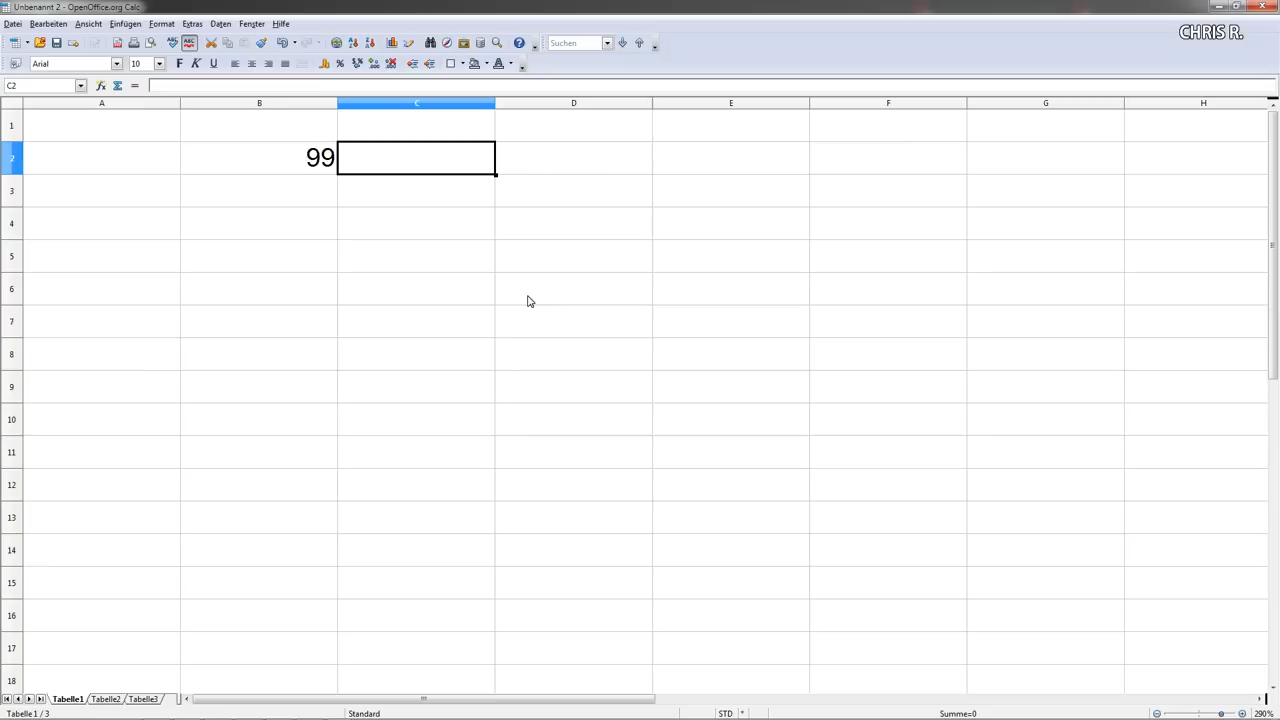 Unbenannt 2 - OpenOffice.org Calc
Datei Bearbeiten Ansicht Einfügen Format Extras Daten Fenster Hilfe
CHRIS R.
Suchen
Arial 10 F K U
C2
A B C D E F G H
1
2 99
3
4
5
6
7
8
9
10
11
12
13
14
15
16
17
18
Tabelle1 Tabelle2 Tabelle3
Tabelle 1 / 3 Standard STD * Summe=0 290%